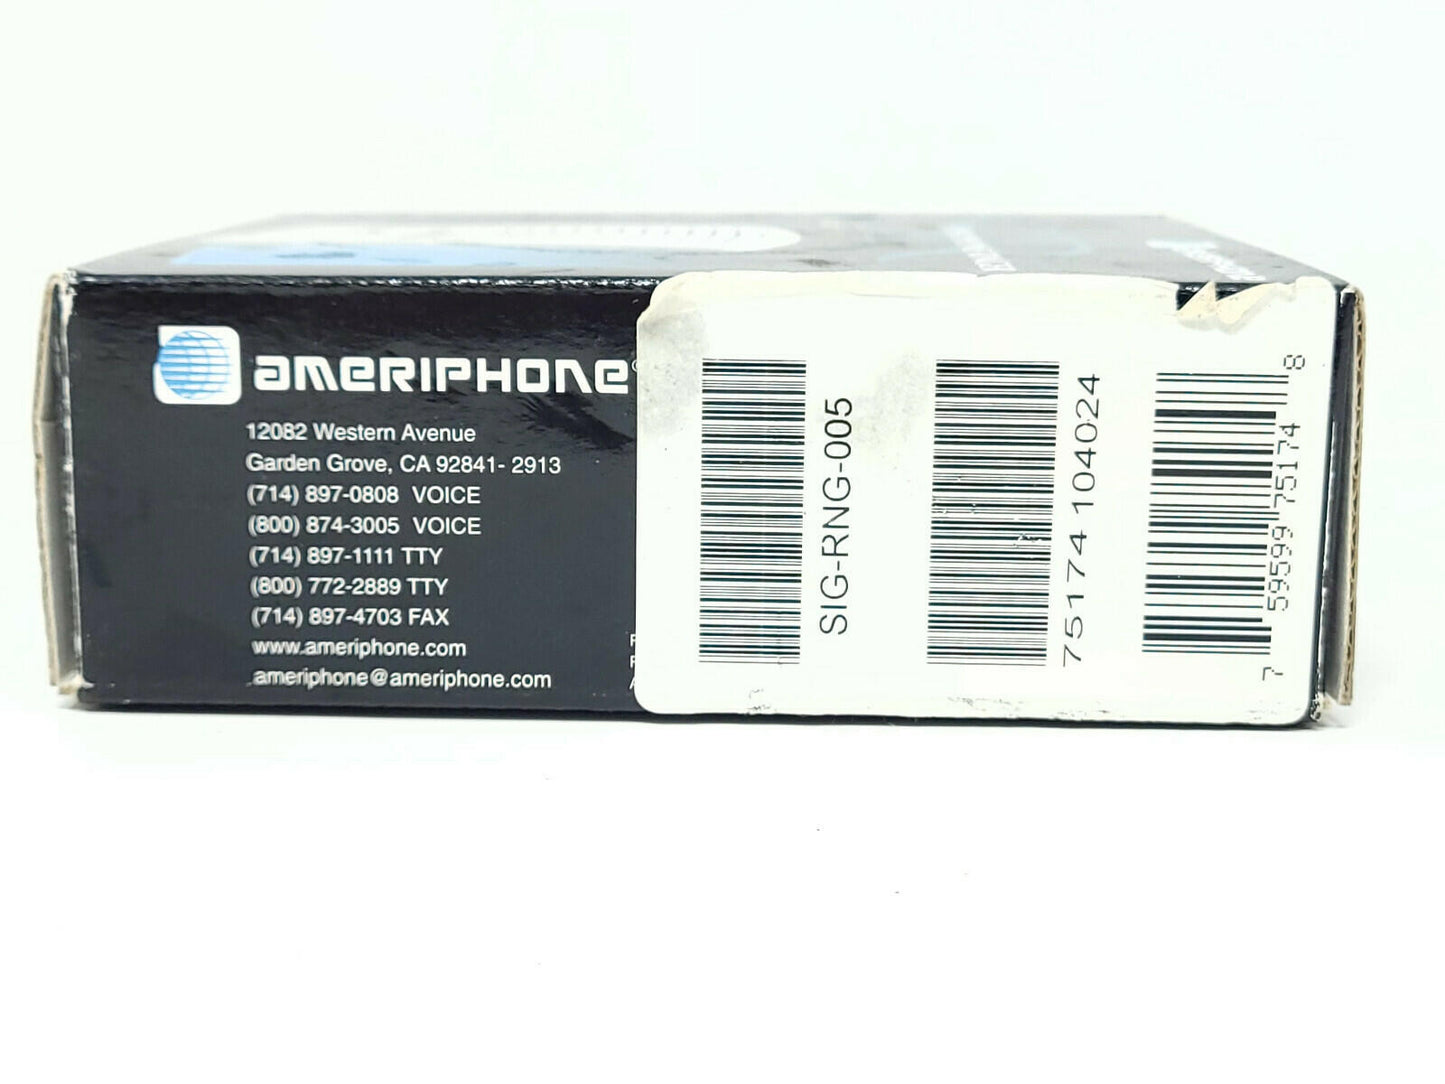 AMERIPHONE
12082 Western Avenue
Garden Grove, CA 92841- 2913
(714) 897-0808 VOICE
(800) 874-3005 VOICE
(714) 897-1111 TTY
(800) 772-2889 TTY
(714) 897-4703 FAX
www.ameriphone.com
ameriphone@ameriphone.com
SIG-RNG-005
75174 104024
7 59599 75174 8